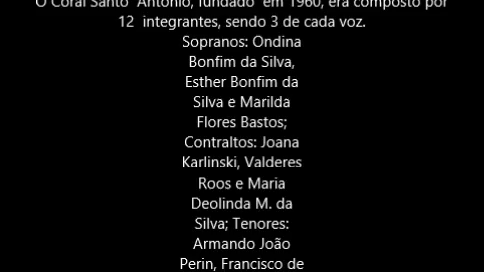 O Coral Santo Antonio, fundado em 1960, era composto por
12 integrantes, sendo 3 de cada voz.
Sopranos: Ondina
Bonfim da Silva,
Esther Bonfim da
Silva e Marilda
Flores Bastos;
Contraltos: Joana
Karlinski, Valderes
Roos e Maria
Deolinda M. da
Silva; Tenores:
Armando João
Perin, Francisco de